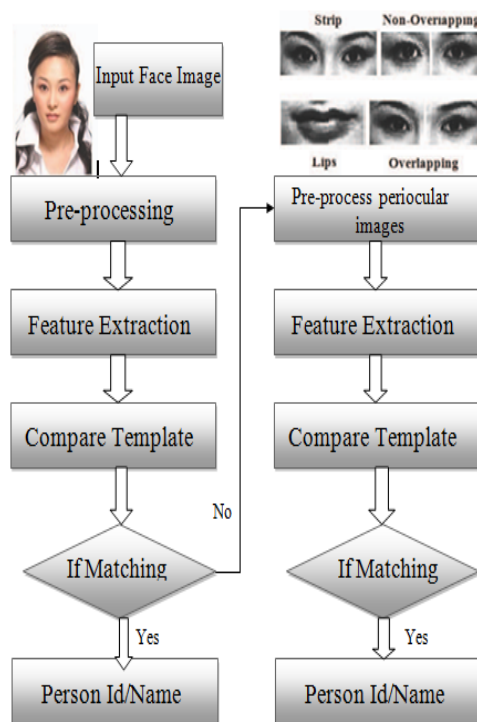 Input Face Image
Pre-processing
Feature Extraction
Compare Template
If Matching
No
Yes
Person Id/Name
Strip Non-Overlapping
Lips Overlapping
Pre-process periocular
images
Feature Extraction
Compare Template
If Matching
Yes
Person Id/Name